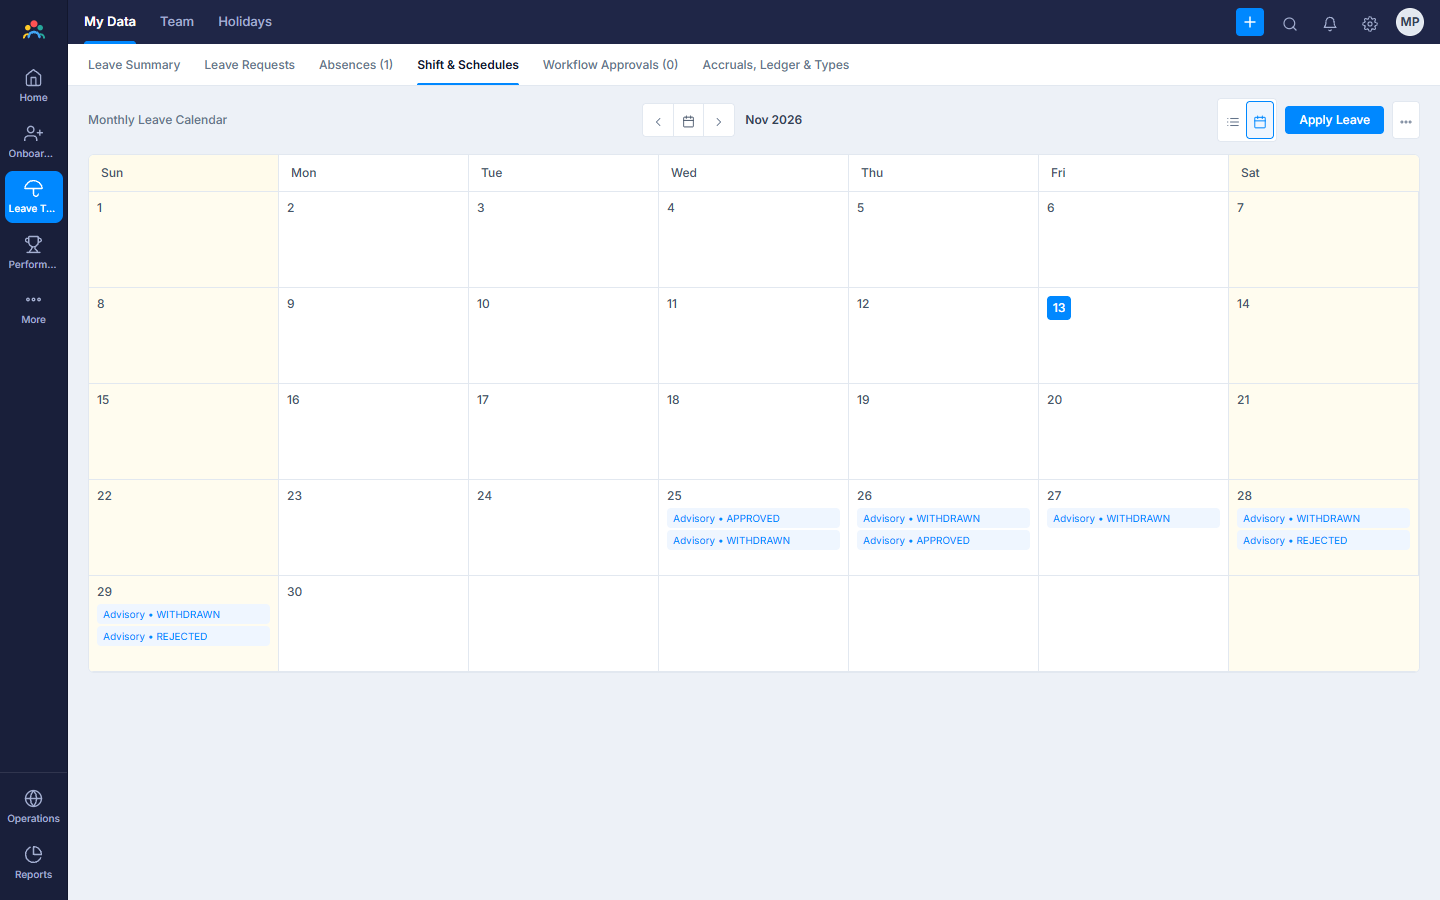 My Data Team Holidays MP
Home
Onboar...
Leave T...
Perform...
More
Operations
Reports
Leave Summary Leave Requests Absences (1) Shift & Schedules Workflow Approvals (0) Accruals, Ledger & Types
Monthly Leave Calendar Nov 2026 Apply Leave
Sun Mon Tue Wed Thu Fri Sat
1 2 3 4 5 6 7
8 9 10 11 12 13 14
15 16 17 18 19 20 21
22 23 24 25 26 27 28
Advisory • APPROVED Advisory • WITHDRAWN Advisory • WITHDRAWN Advisory • WITHDRAWN
Advisory • WITHDRAWN Advisory • APPROVED Advisory • REJECTED
29 30
Advisory • WITHDRAWN
Advisory • REJECTED